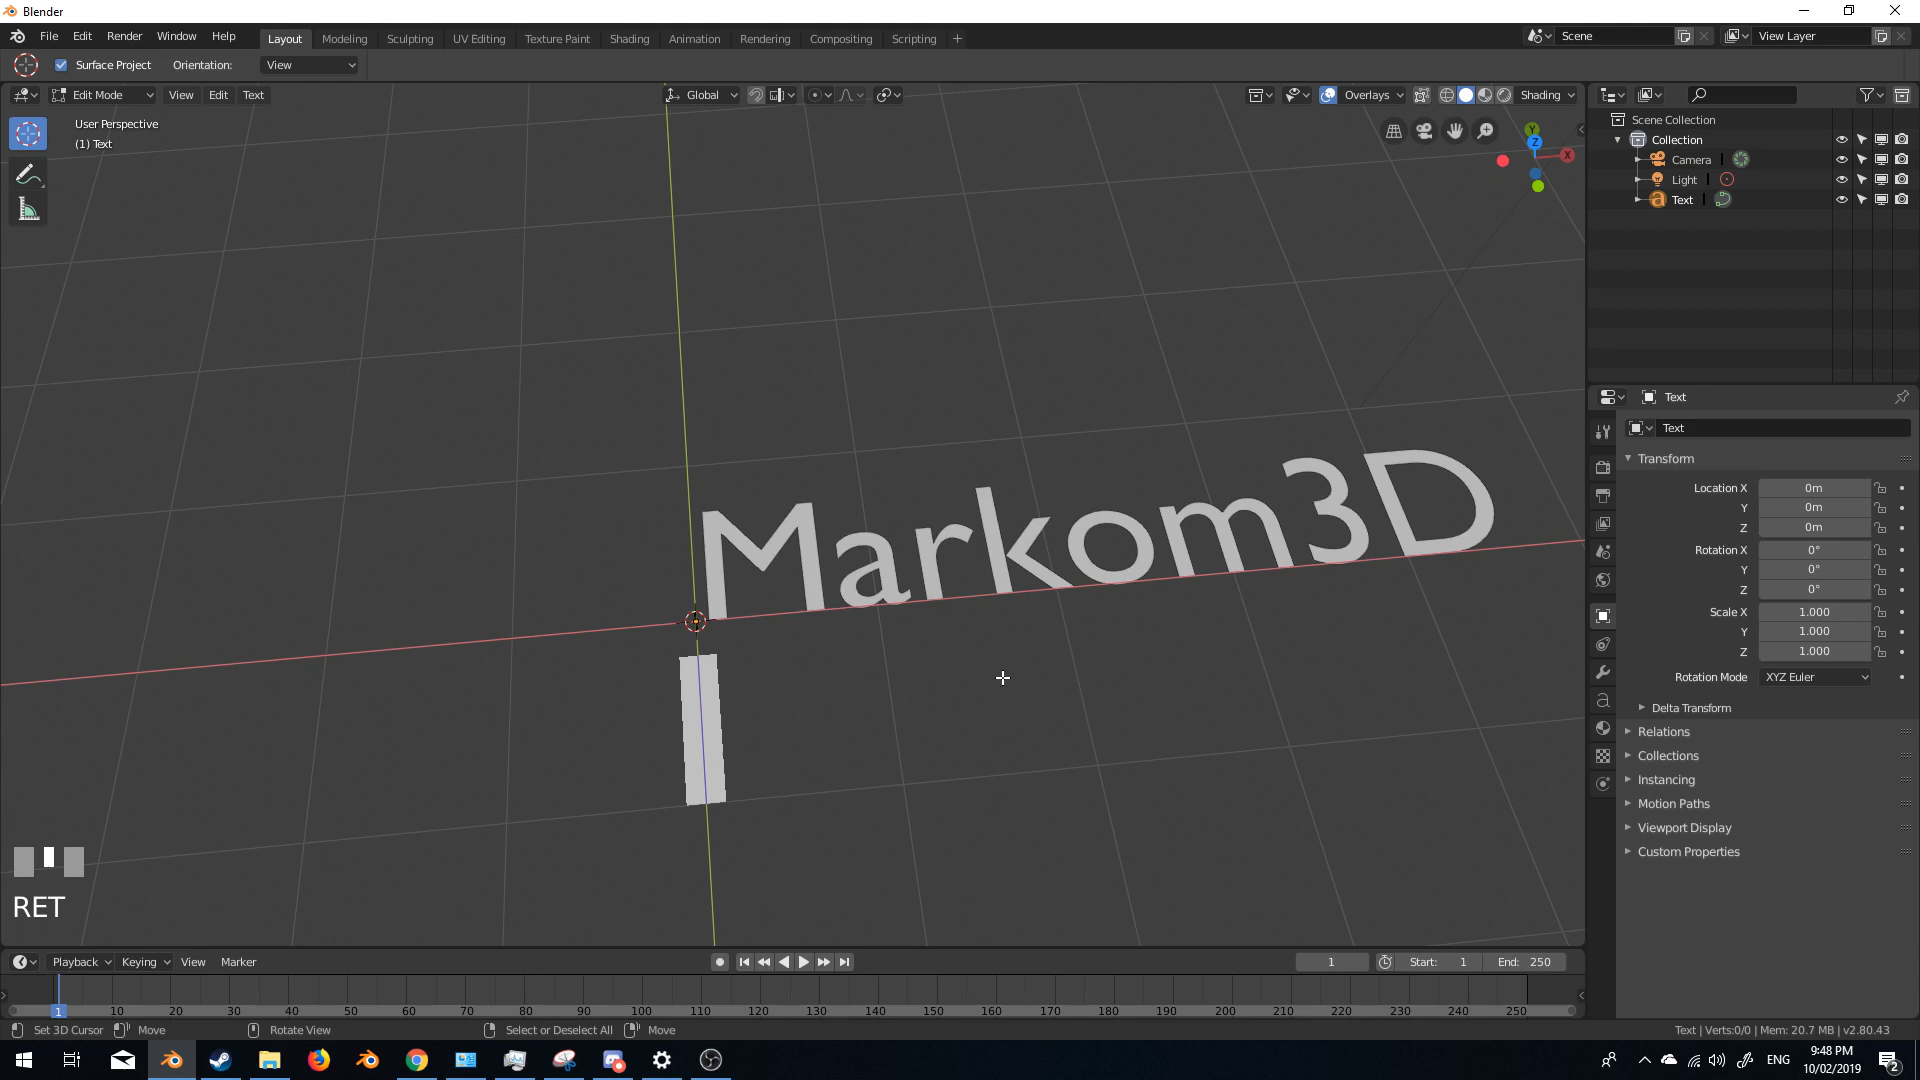 Blender
File Edit Render Window Help Layout Modeling Sculpting UV Editing Texture Paint Shading Animation Rendering Compositing Scripting + Scene View Layer
Surface Project Orientation: View
Edit Mode View Edit Text Global Overlays Shading
User Perspective
(1) Text
Y
Z
X
Scene Collection
Collection
Camera
Light
Text
Markom3D
RET
Text
Text
Transform
Location X 0m
Y 0m
Z 0m
Rotation X 0°
Y 0°
Z 0°
Scale X 1.000
Y 1.000
Z 1.000
Rotation Mode XYZ Euler
Delta Transform
Relations
Collections
Instancing
Motion Paths
Viewport Display
Custom Properties
Playback Keying View Marker 1 Start: 1 End: 250
1 10 20 30 40 50 60 70 80 90 100 110 120 130 140 150 160 170 180 190 200 210 220 230 240 250
Set 3D Cursor Move Rotate View Select or Deselect All Move Text | Verts:0/0 | Mem: 20.7 MB | v2.80.43
ENG
9:48 PM
10/02/2019
2